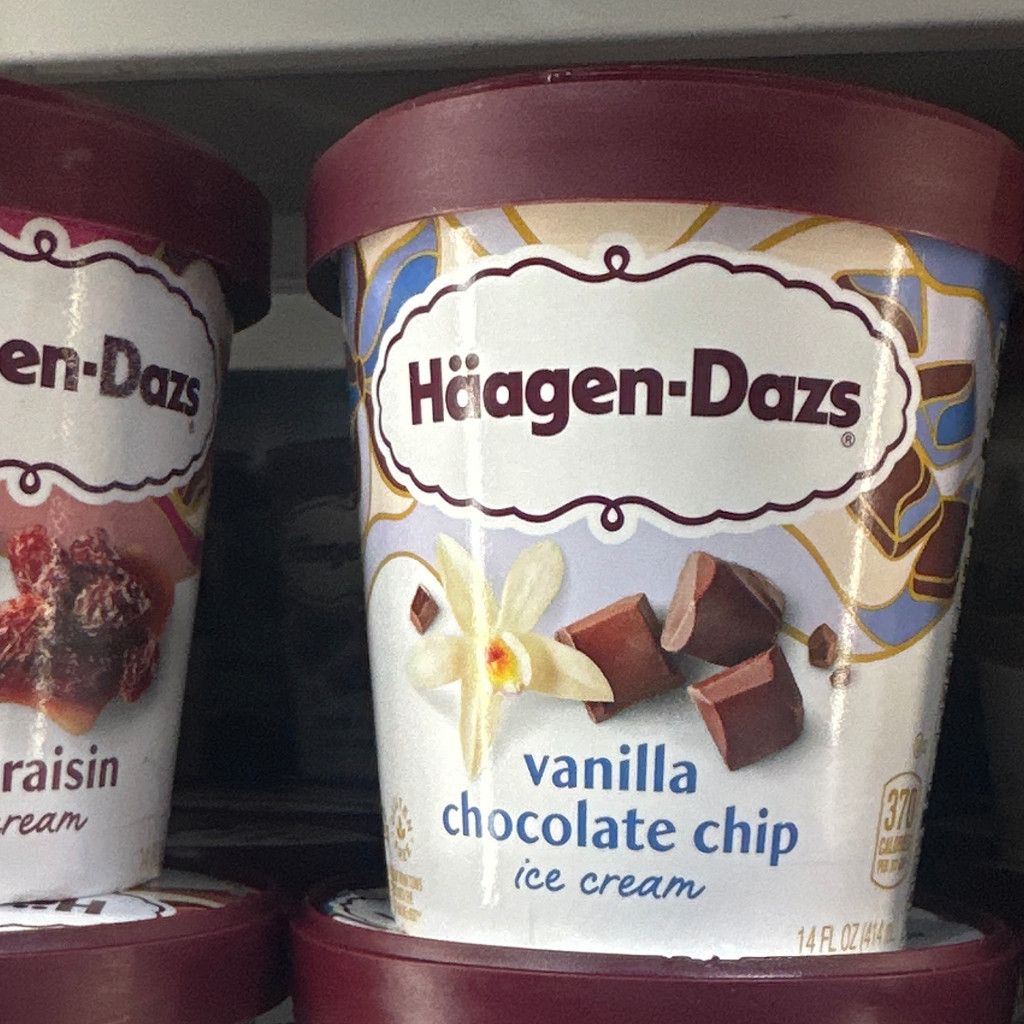 en-Dazs
raisin
ream
Häagen-Dazs
®
vanilla
chocolate chip
ice cream
370
14 FL OZ (414